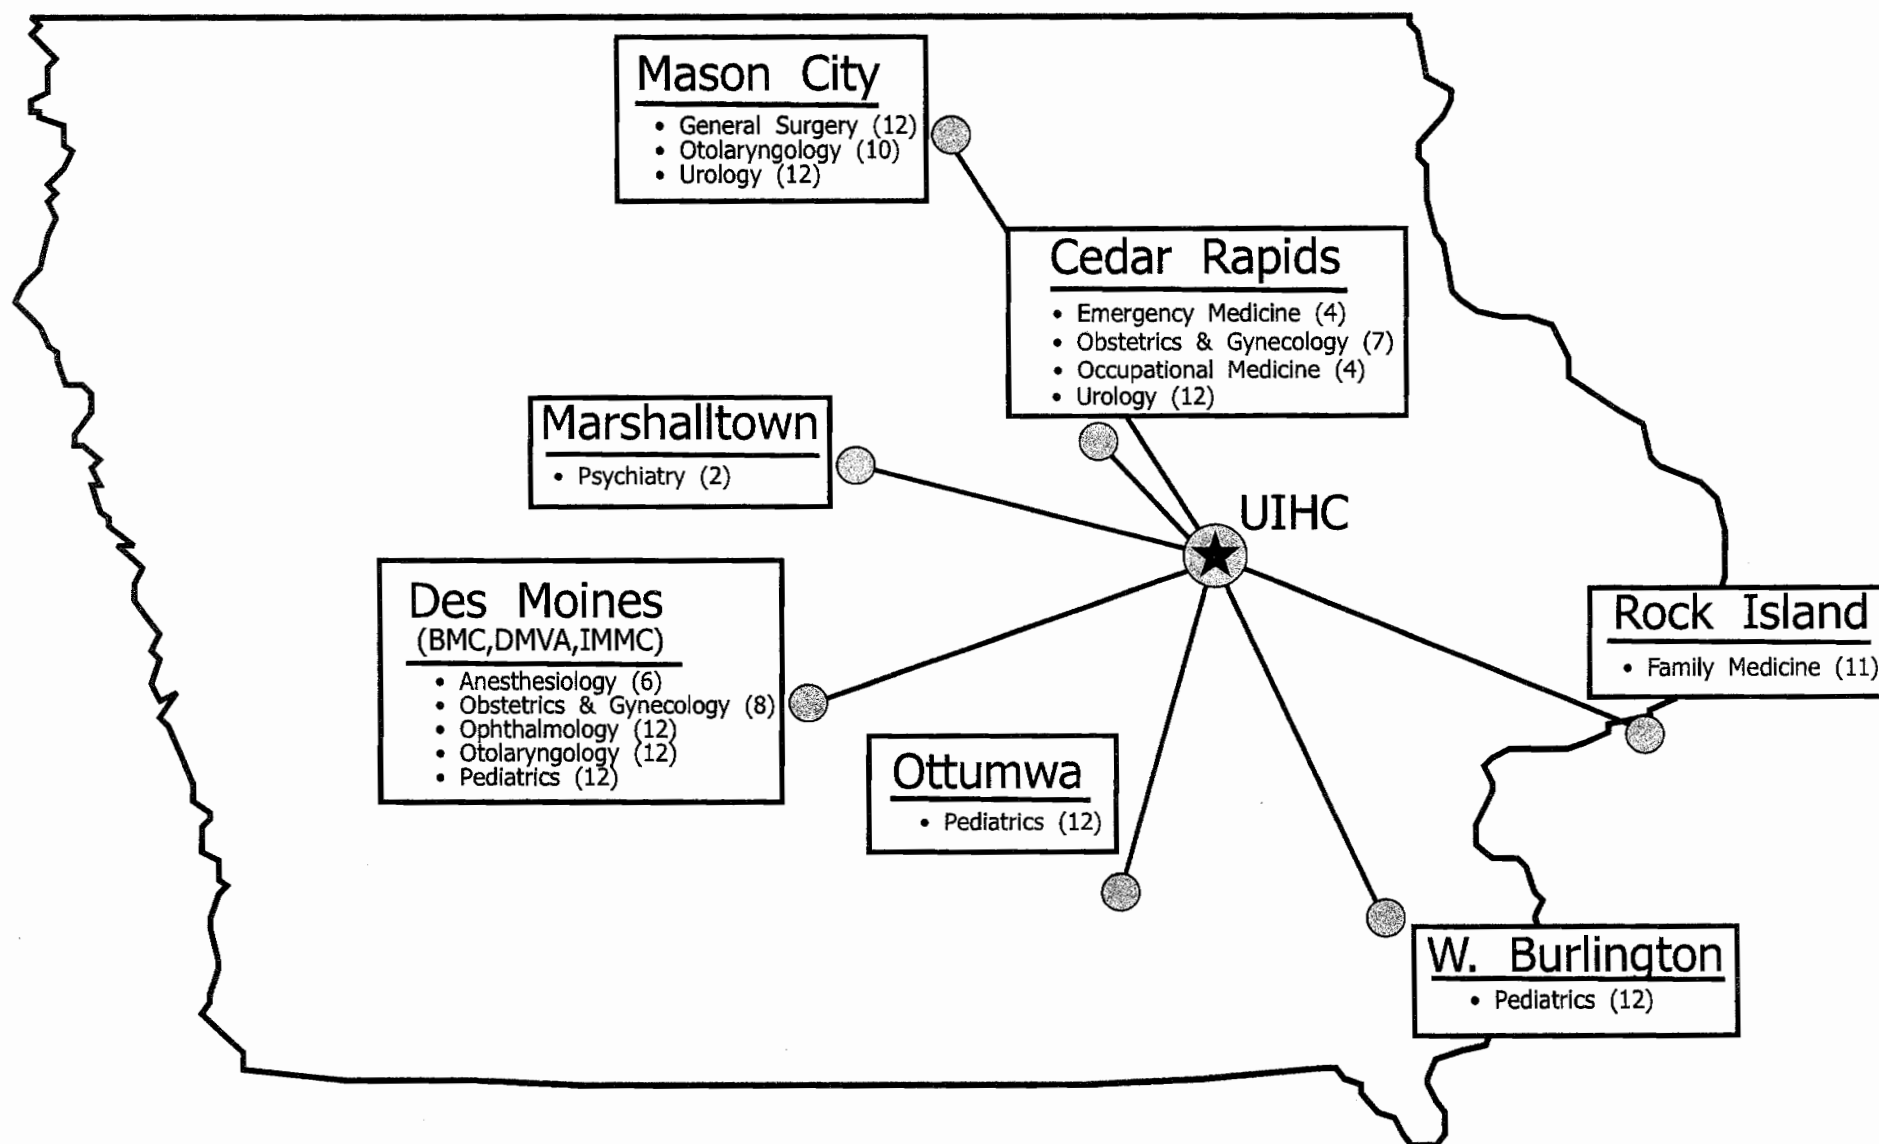 Mason City
• General Surgery (12)
• Otolaryngology (10)
• Urology (12)
Cedar Rapids
• Emergency Medicine (4)
• Obstetrics & Gynecology (7)
• Occupational Medicine (4)
• Urology (12)
Marshalltown
• Psychiatry (2)
UIHC
Des Moines
(BMC,DMVA,IMMC)
• Anesthesiology (6)
• Obstetrics & Gynecology (8)
• Ophthalmology (12)
• Otolaryngology (12)
• Pediatrics (12)
Rock Island
• Family Medicine (11)
Ottumwa
• Pediatrics (12)
W. Burlington
• Pediatrics (12)